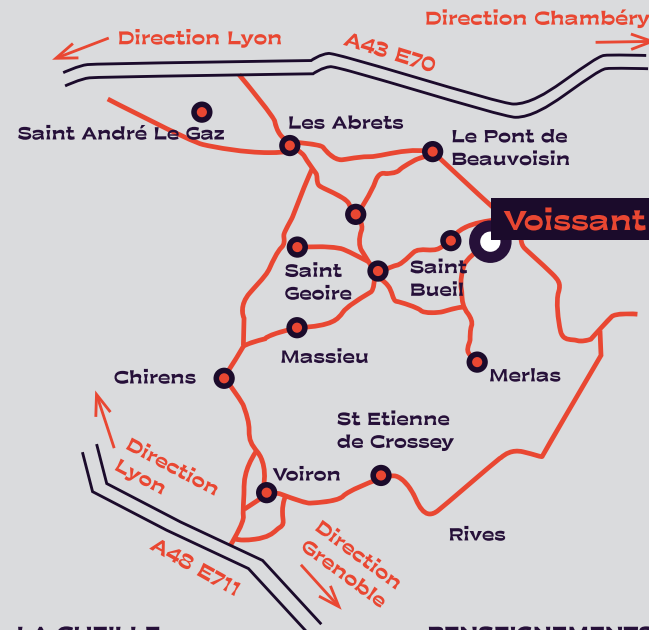 Direction Chambéry
Direction Lyon
A43 E70
Saint André Le Gaz
Les Abrets
Le Pont de
Beauvoisin
Voissant
Saint
Geoire
Saint
Bueil
Massieu
Chirens
Merlas
St Etienne
de Crossey
Direction
Lyon
Voiron
Rives
A48 E711
Direction
Grenoble